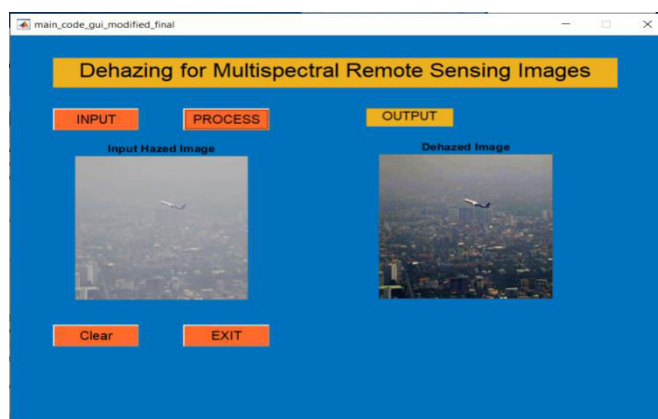 main_code_gui_modified_final
Dehazing for Multispectral Remote Sensing Images
INPUT PROCESS OUTPUT
Input Hazed Image Dehazed Image
Clear EXIT